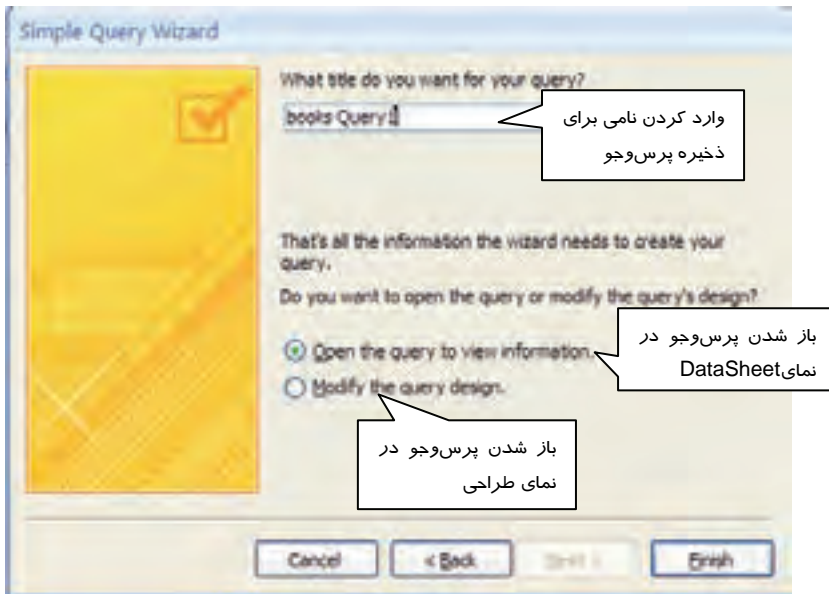 Simple Query Wizard
What title do you want for your query?
books Query1
وارد کردن نامی برای
ذخیره پرس‌وجو
That's all the information the wizard needs to create your
query.
Do you want to open the query or modify the query's design?
Open the query to view information.
باز شدن پرس‌وجو در
نمای DataSheet
Modify the query design.
باز شدن پرس‌وجو در
نمای طراحی
Cancel
< Back
Next >
Finish